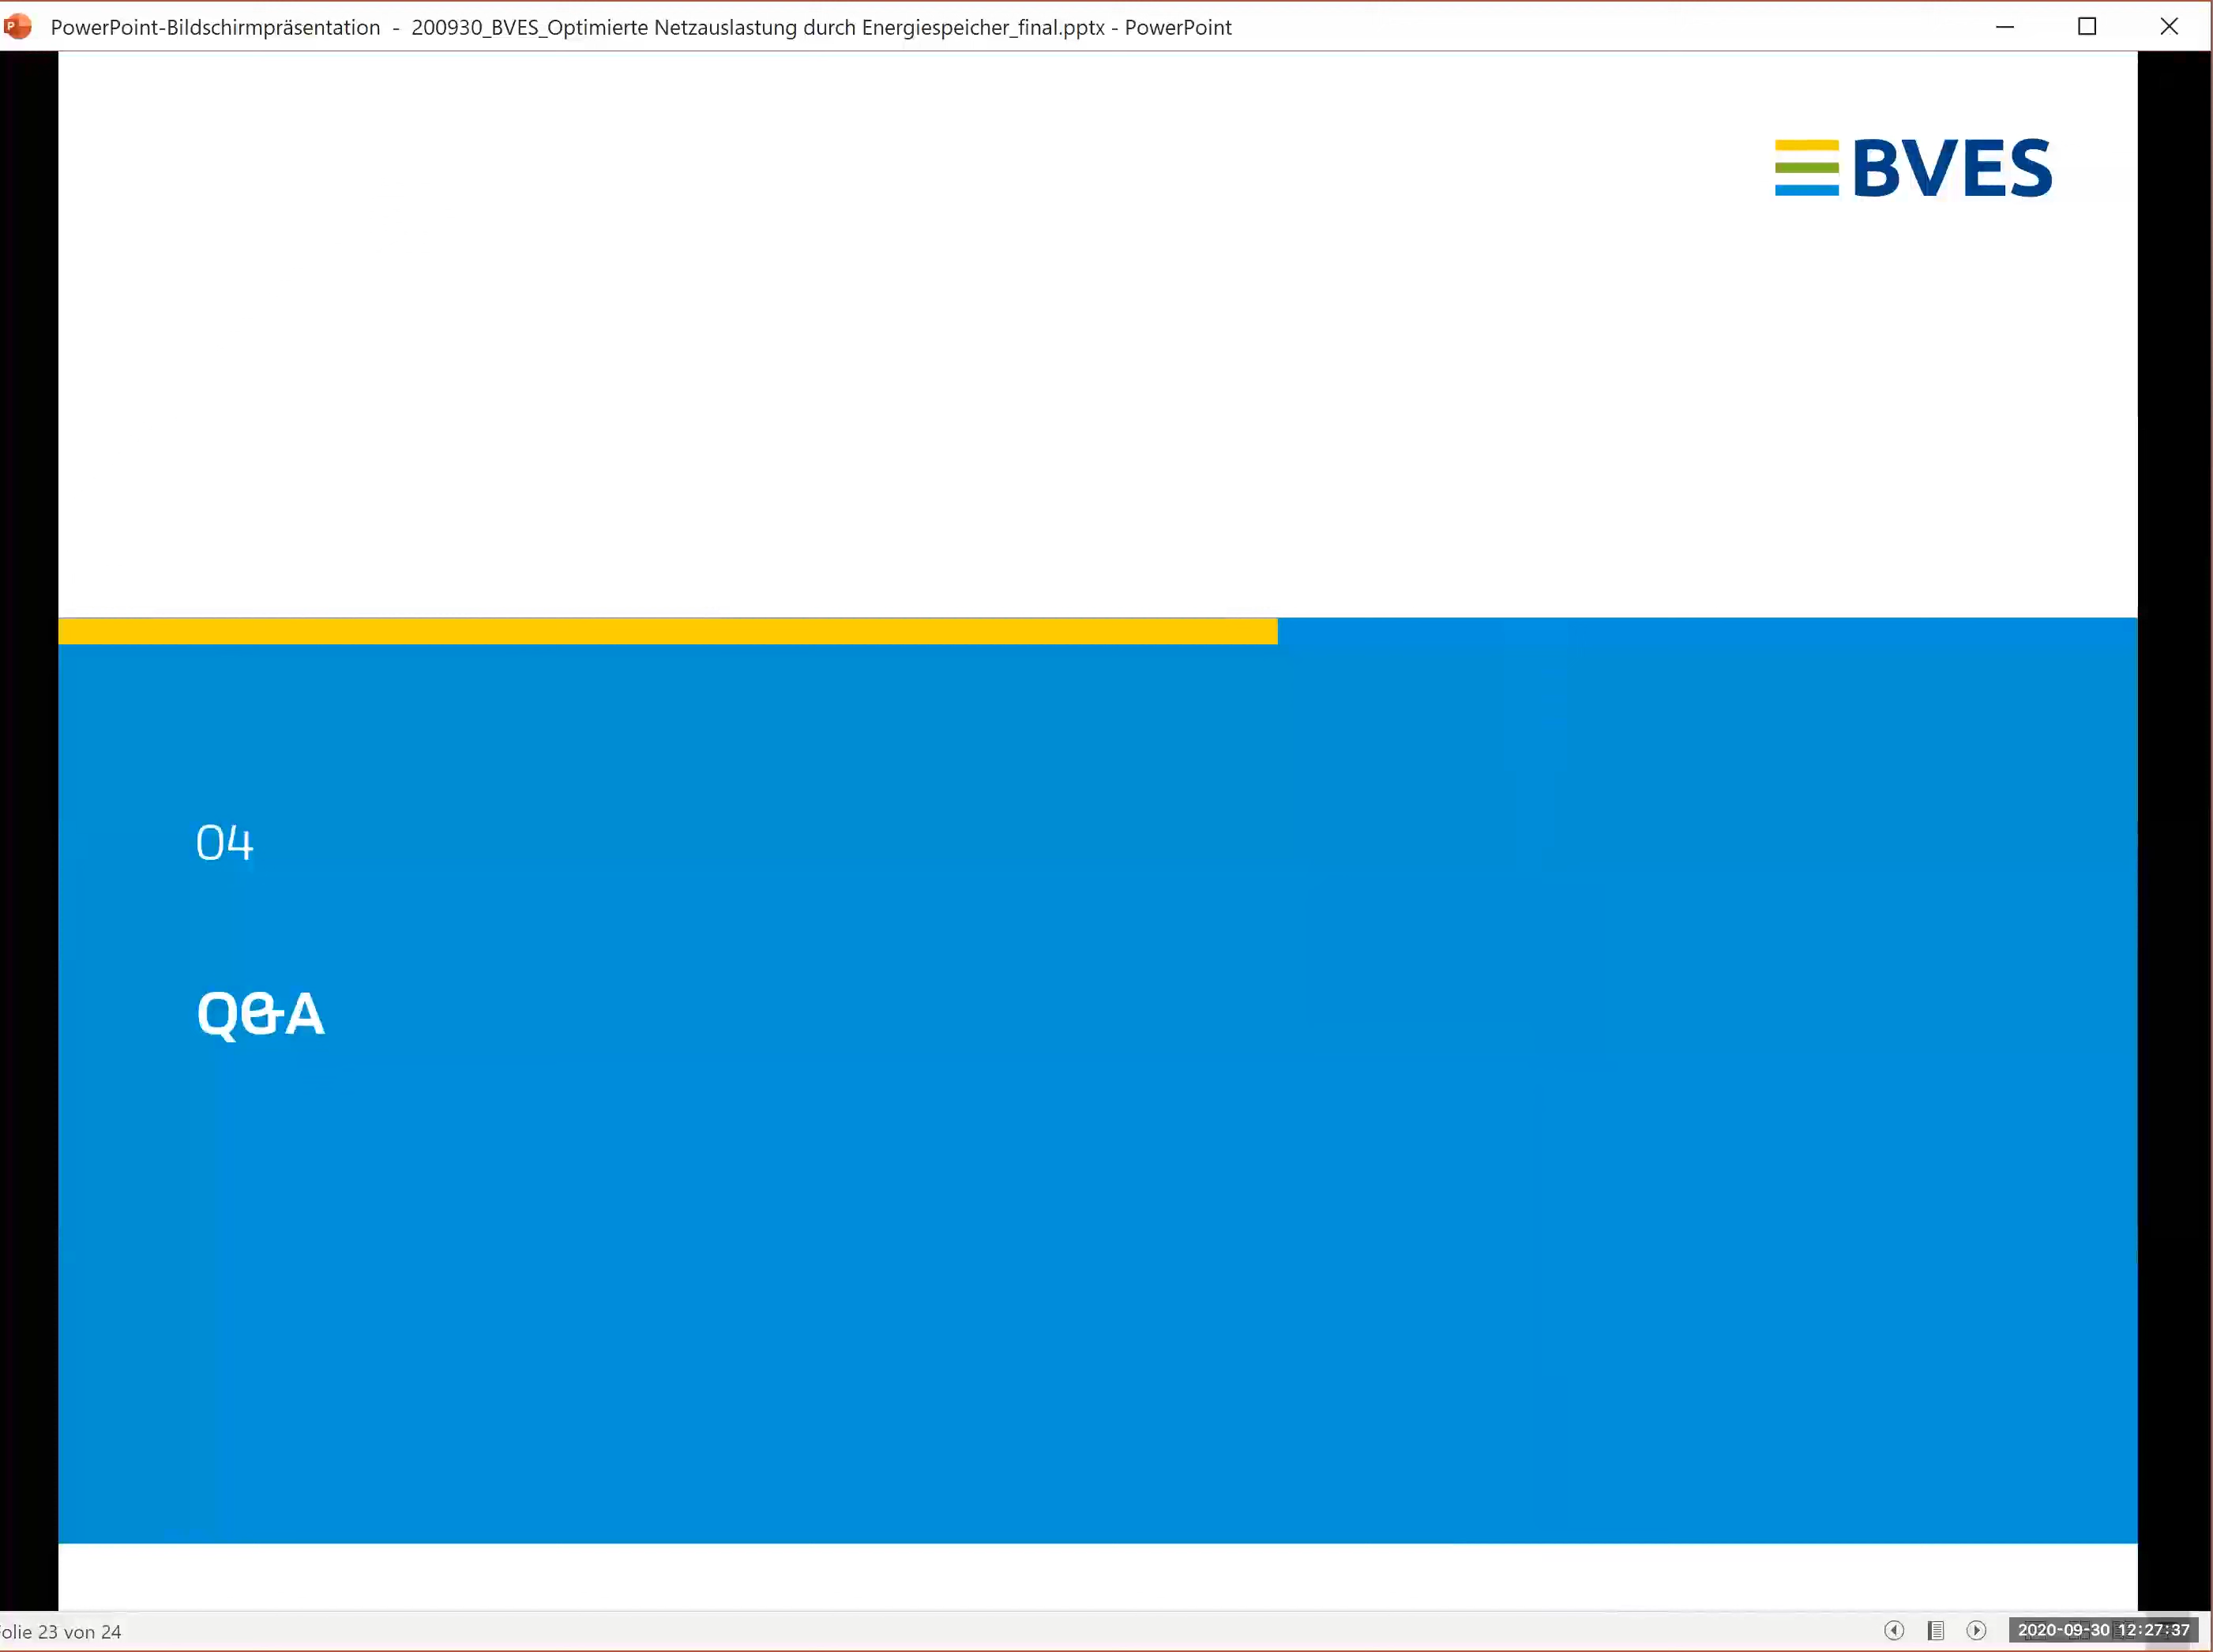 PowerPoint-Bildschirmpräsentation - 200930_BVES_Optimierte Netzauslastung durch Energiespeicher_final.pptx - PowerPoint
BVES
04
Q&A
olie 23 von 24
2020-09-30 12:27:37